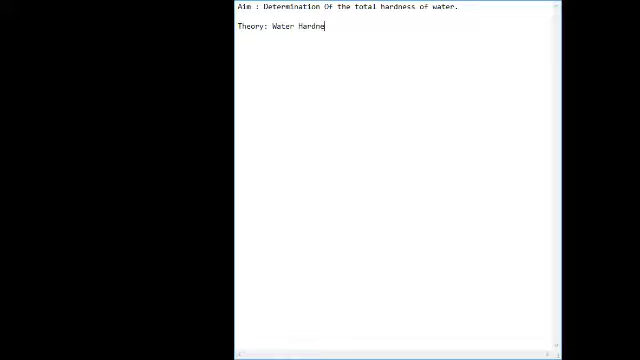 Aim : Determination Of the total hardness of water.
Theory: Water Hardne